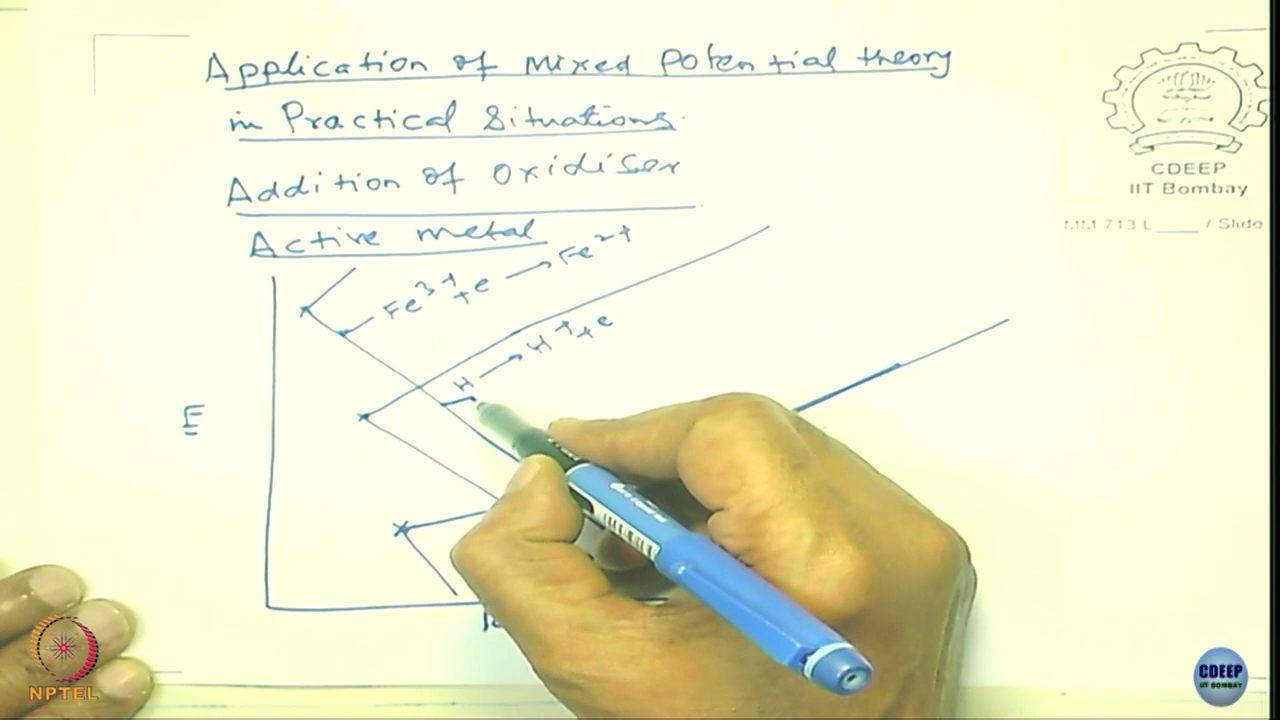 Application of Mixed Potential theory
in Practical Situations.
Addition of Oxidiser
Active metal
Fe3+ + e → Fe2+
H → H+ + e
E
CDEEP
IIT Bombay
MM 713 L____ / Slide
NPTEL
CDEEP
IIT BOMBAY